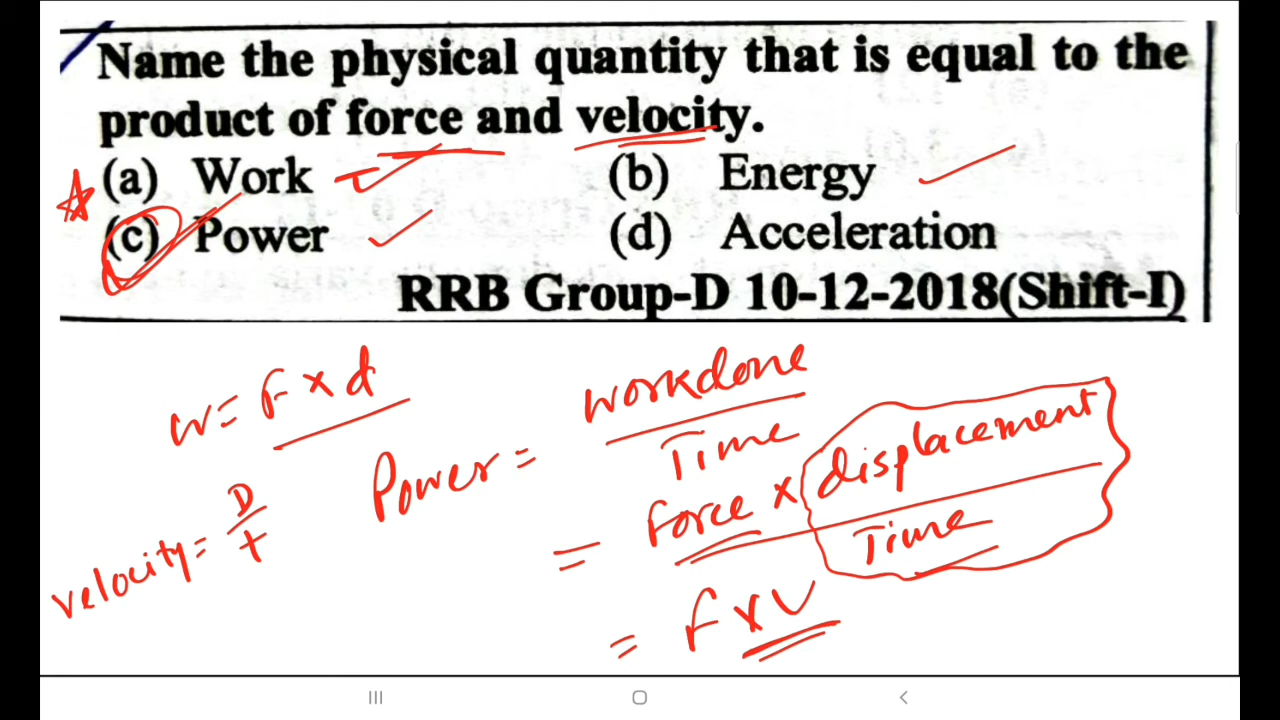 Name the physical quantity that is equal to the
product of force and velocity.
(a) Work (b) Energy
(c) Power (d) Acceleration
RRB Group-D 10-12-2018(Shift-I)
W = F × d
Power = workdone
Time
= Force × displacement
Time
velocity = D
t
= F × V